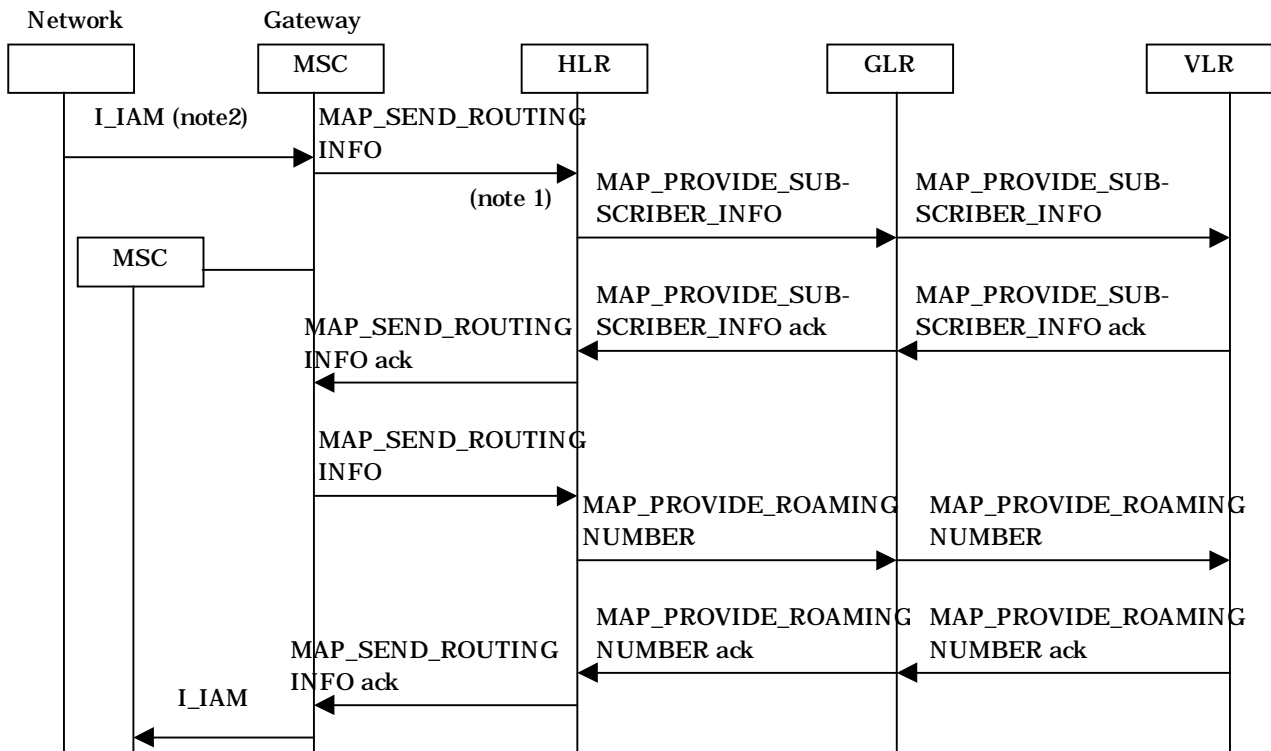 Network Gateway
MSC HLR GLR VLR
I_IAM (note2)
MAP_SEND_ROUTING
INFO
(note 1)
MAP_PROVIDE_SUB-
SCRIBER_INFO
MAP_PROVIDE_SUB-
SCRIBER_INFO
MSC
MAP_PROVIDE_SUB-
SCRIBER_INFO ack
MAP_PROVIDE_SUB-
SCRIBER_INFO ack
MAP_SEND_ROUTING
INFO ack
MAP_SEND_ROUTING
INFO
MAP_PROVIDE_ROAMING
NUMBER
MAP_PROVIDE_ROAMING
NUMBER
MAP_PROVIDE_ROAMING
NUMBER ack
MAP_PROVIDE_ROAMING
NUMBER ack
MAP_SEND_ROUTING
INFO ack
I_IAM